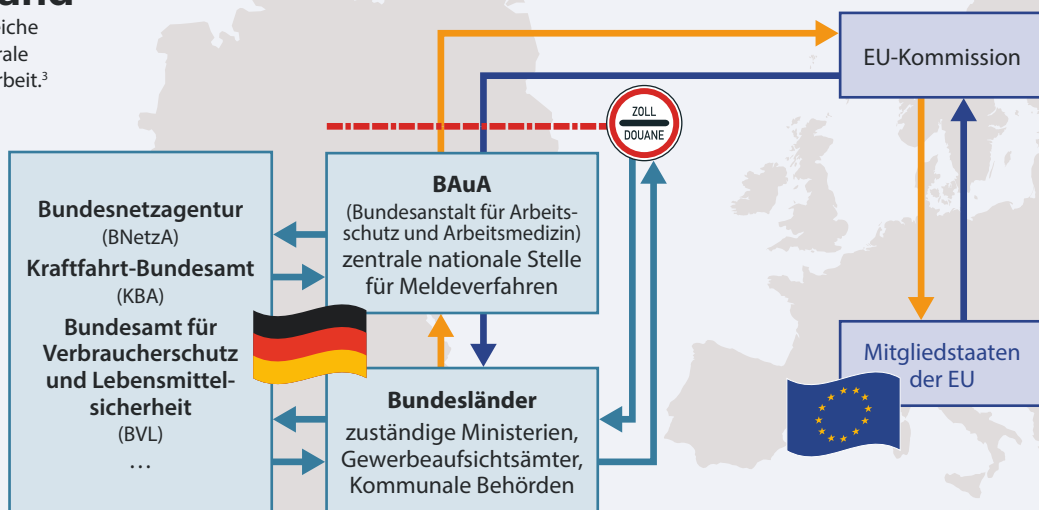 eiche
rale
rbeit.³
EU-Kommission
ZOLL
DOUANE
Bundesnetzagentur
(BNetzA)
Kraftfahrt-Bundesamt
(KBA)
Bundesamt für
Verbraucherschutz
und Lebensmittel-
sicherheit
(BVL)
…
BAuA
(Bundesanstalt für Arbeits-
schutz und Arbeitsmedizin)
zentrale nationale Stelle
für Meldeverfahren
Bundesländer
zuständige Ministerien,
Gewerbeaufsichtsämter,
Kommunale Behörden
Mitgliedstaaten
der EU